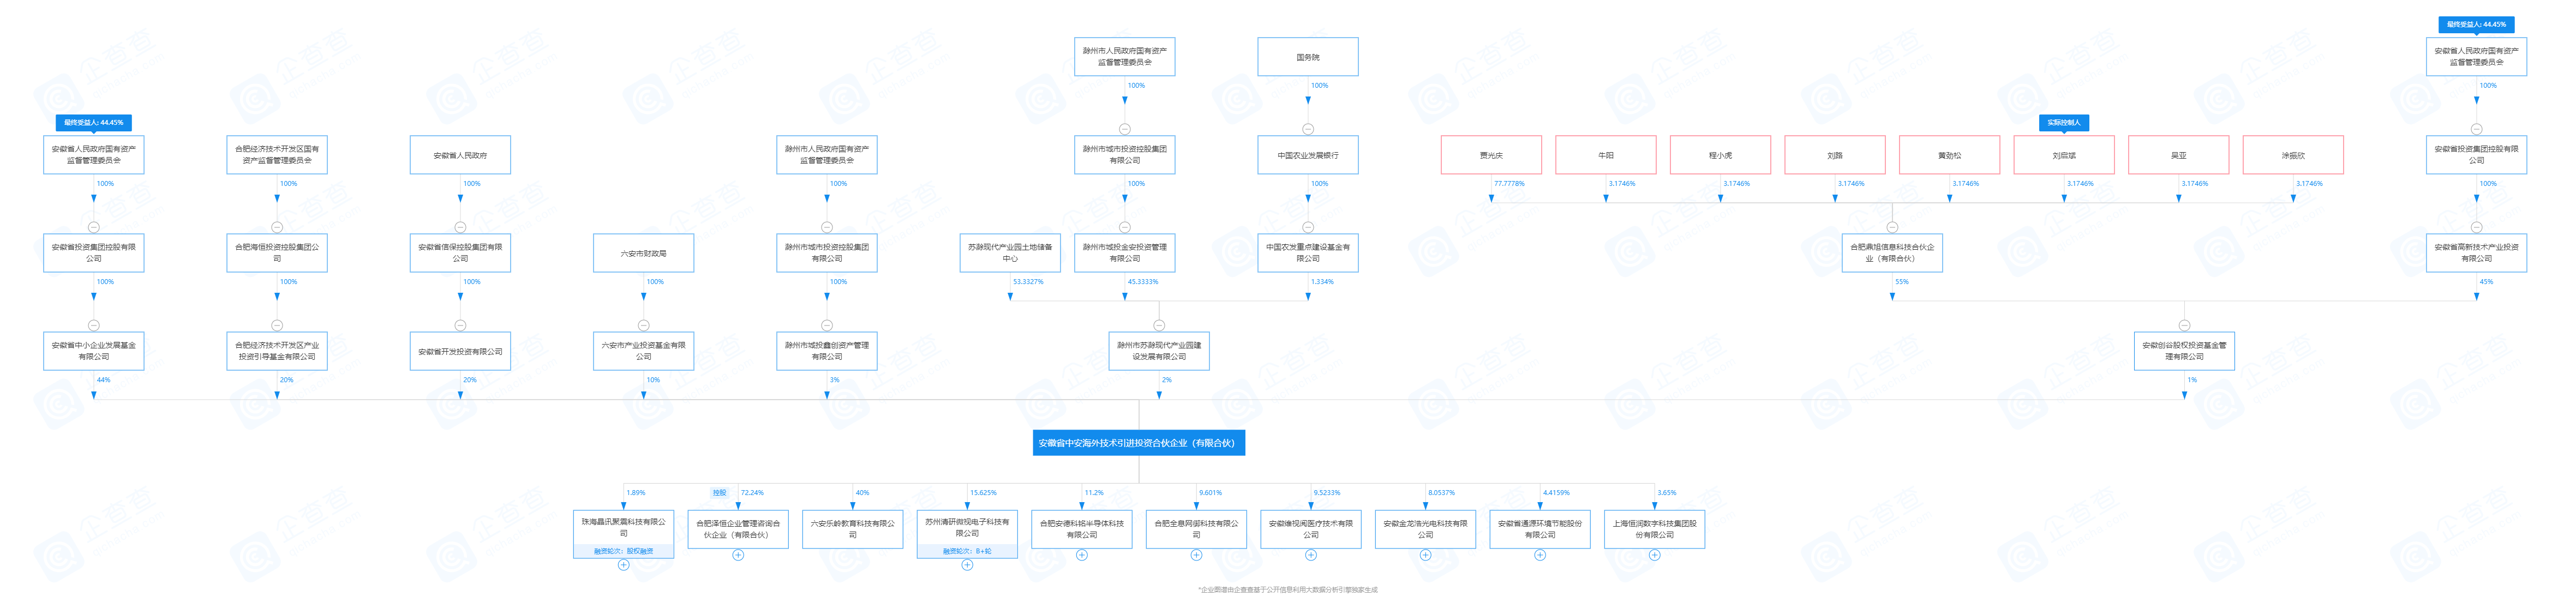 最终受益人: 44.45%
滁州市人民政府国有资产
监督管理委员会
国务院
安徽省人民政府国有资产
监督管理委员会
100%
100%
100%
最终受益人: 44.45%
实际控制人
安徽省人民政府国有资产
监督管理委员会
合肥经济技术开发区国有
资产监督管理委员会
安徽省人民政府
滁州市人民政府国有资产
监督管理委员会
滁州市城市投资控股集团
有限公司
中国农业发展银行
贾光庆
牛阳
程小虎
刘路
黄劲松
刘启斌
吴亚
涂振欣
安徽省投资集团控股有限
公司
100%
100%
100%
100%
100%
100%
77.7778%
3.1746%
3.1746%
3.1746%
3.1746%
3.1746%
3.1746%
3.1746%
100%
安徽省投资集团控股有限
公司
合肥海恒投资控股集团公
司
安徽省信保控股集团有限
公司
六安市财政局
滁州市城市投资控股集团
有限公司
苏滁现代产业园土地储备
中心
滁州市城投金安投资管理
有限公司
中国农发重点建设基金有
限公司
合肥鼎旭信息科技合伙企
业（有限合伙）
安徽省高新技术产业投资
有限公司
100%
100%
100%
100%
100%
53.3327%
45.3333%
1.334%
55%
45%
安徽省中小企业发展基金
有限公司
合肥经济技术开发区产业
投资引导基金有限公司
安徽省开发投资有限公司
六安市产业投资基金有限
公司
滁州市城投鑫创资产管理
有限公司
滁州市苏滁现代产业园建
设发展有限公司
安徽创谷股权投资基金管
理有限公司
44%
20%
20%
10%
3%
2%
1%
安徽省中安海外技术引进投资合伙企业（有限合伙）
1.89%
控股
72.24%
40%
15.625%
11.2%
9.601%
9.5233%
8.0537%
4.4159%
3.65%
珠海晶讯聚震科技有限公
司
融资轮次：股权融资
合肥泽恒企业管理咨询合
伙企业（有限合伙）
六安乐龄教育科技有限公
司
苏州清研微视电子科技有
限公司
融资轮次：B+轮
合肥安德科铭半导体科技
有限公司
合肥全息网御科技有限公
司
安徽维视阅医疗技术有限
公司
安徽金龙浩光电科技有限
公司
安徽省通源环境节能股份
有限公司
上海恒润数字科技集团股
份有限公司
*企业图谱由企查查基于公开信息利用大数据分析引擎独家生成